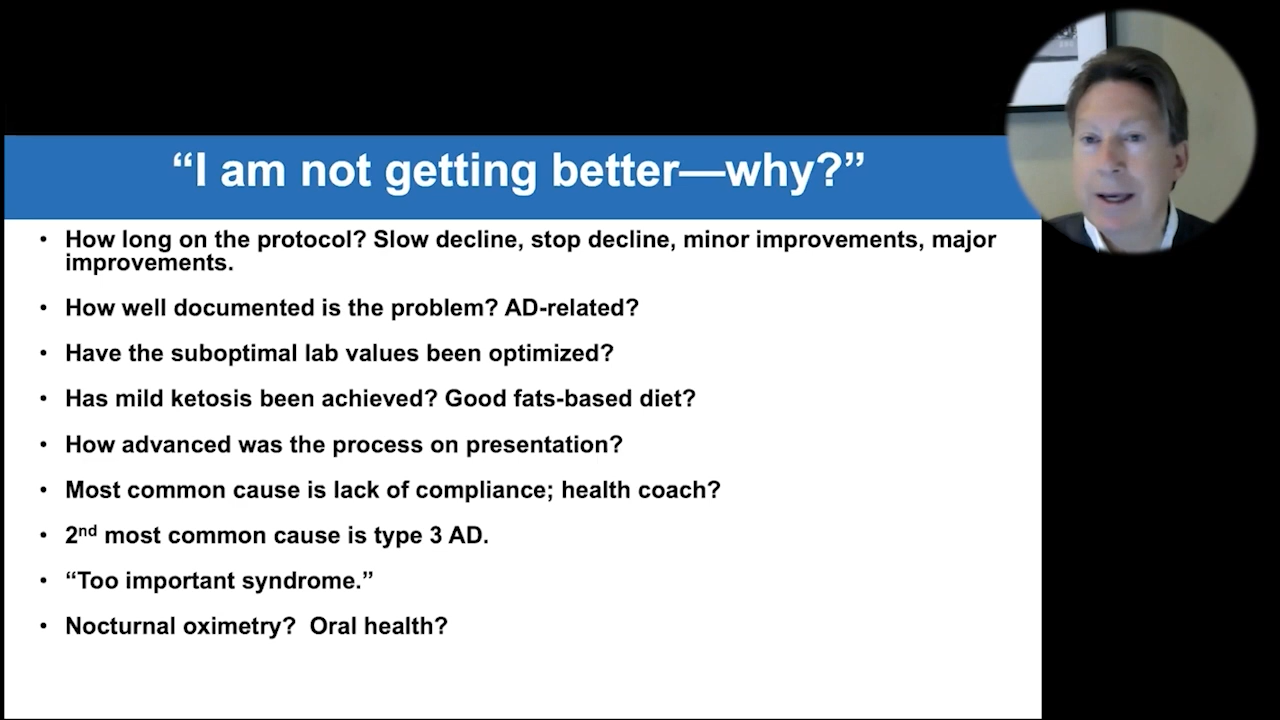 “I am not getting better—why?”
• How long on the protocol? Slow decline, stop decline, minor improvements, major
improvements.
• How well documented is the problem? AD-related?
• Have the suboptimal lab values been optimized?
• Has mild ketosis been achieved? Good fats-based diet?
• How advanced was the process on presentation?
• Most common cause is lack of compliance; health coach?
• 2nd most common cause is type 3 AD.
• “Too important syndrome.”
• Nocturnal oximetry?  Oral health?